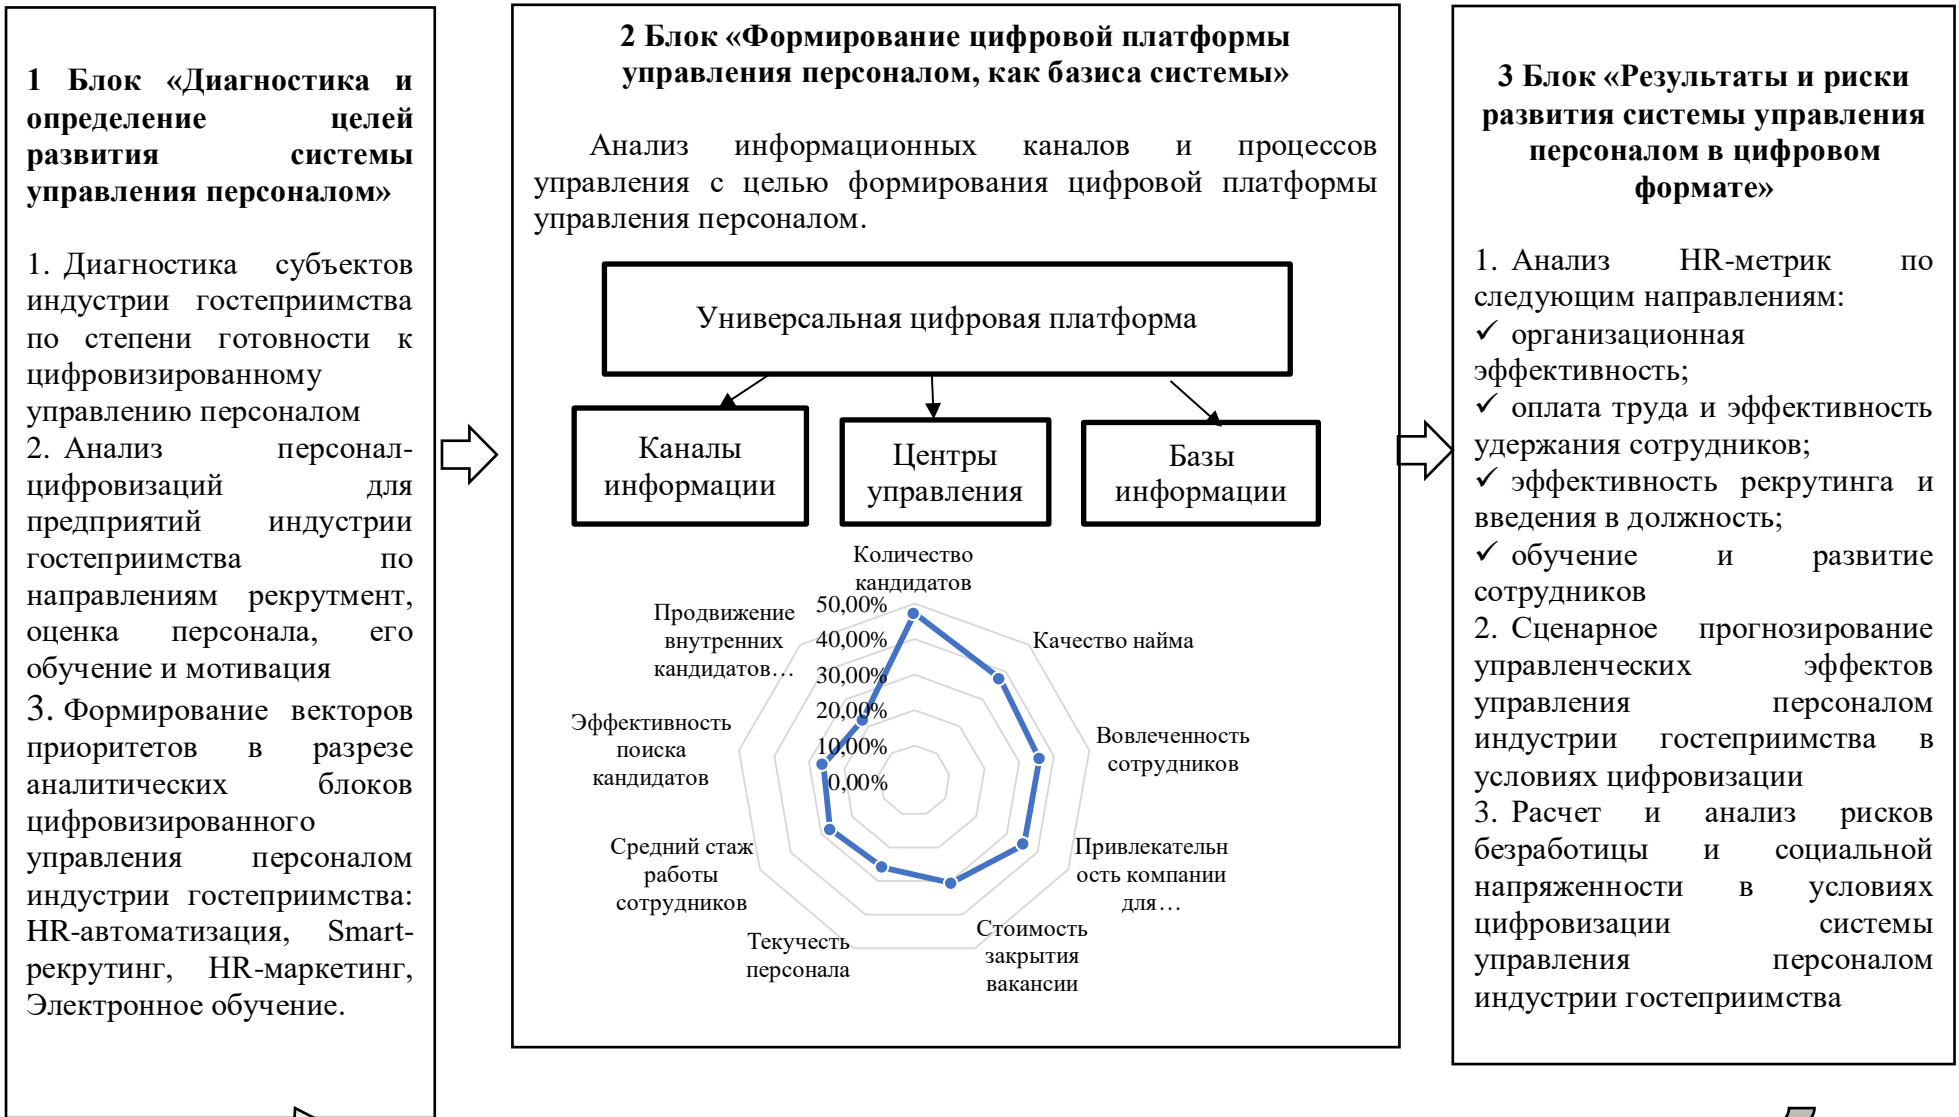 1 Блок «Диагностика и
определение целей
развития системы
управления персоналом»
1. Диагностика субъектов
индустрии гостеприимства
по степени готовности к
цифровизированному
управлению персоналом
2. Анализ персонал-
цифровизаций для
предприятий индустрии
гостеприимства по
направлениям рекрутмент,
оценка персонала, его
обучение и мотивация
3. Формирование векторов
приоритетов в разрезе
аналитических блоков
цифровизированного
управления персоналом
индустрии гостеприимства:
HR-автоматизация, Smart-
рекрутинг, HR-маркетинг,
Электронное обучение.
2 Блок «Формирование цифровой платформы
управления персоналом, как базиса системы»
Анализ информационных каналов и процессов
управления с целью формирования цифровой платформы
управления персоналом.
Универсальная цифровая платформа
Каналы
информации
Центры
управления
Базы
информации
Количество
кандидатов
Качество найма
Вовлеченность
сотрудников
Привлекательн
ость компании
для…
Стоимость
закрытия
вакансии
Текучесть
персонала
Средний стаж
работы
сотрудников
Эффективность
поиска
кандидатов
Продвижение
внутренних
кандидатов…
50,00%
40,00%
30,00%
20,00%
10,00%
0,00%
3 Блок «Результаты и риски
развития системы управления
персоналом в цифровом
формате»
1. Анализ HR-метрик по
следующим направлениям:
✓ организационная
эффективность;
✓ оплата труда и эффективность
удержания сотрудников;
✓ эффективность рекрутинга и
введения в должность;
✓ обучение и развитие
сотрудников
2. Сценарное прогнозирование
управленческих эффектов
управления персоналом
индустрии гостеприимства в
условиях цифровизации
3. Расчет и анализ рисков
безработицы и социальной
напряженности в условиях
цифровизации системы
управления персоналом
индустрии гостеприимства